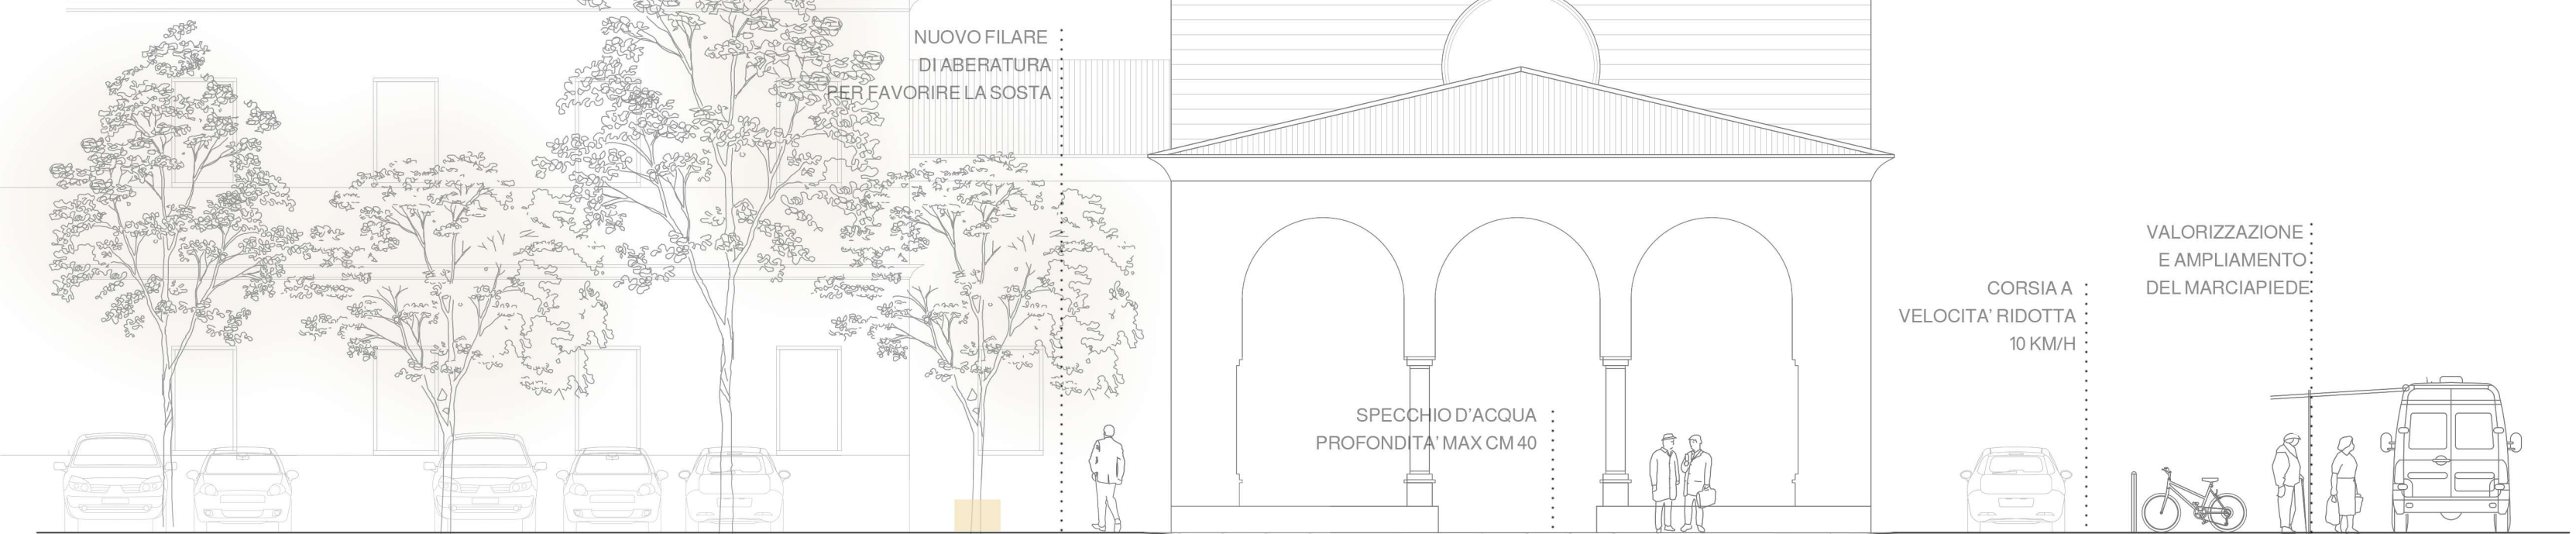 NUOVO FILARE
DI ABERATURA
PER FAVORIRE LA SOSTA
SPECCHIO D'ACQUA
PROFONDITA' MAX CM 40
CORSIA A
VELOCITA' RIDOTTA
10 KM/H
VALORIZZAZIONE
E AMPLIAMENTO
DEL MARCIAPIEDE